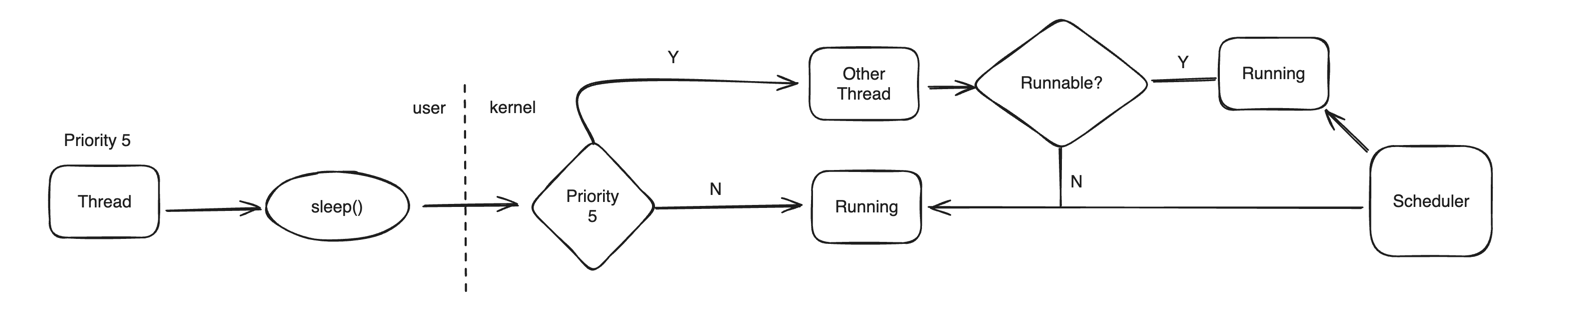 Priority 5
Thread
sleep()
user
kernel
Priority
5
Y
N
Other
Thread
Running
Runnable?
Y
N
Running
Scheduler